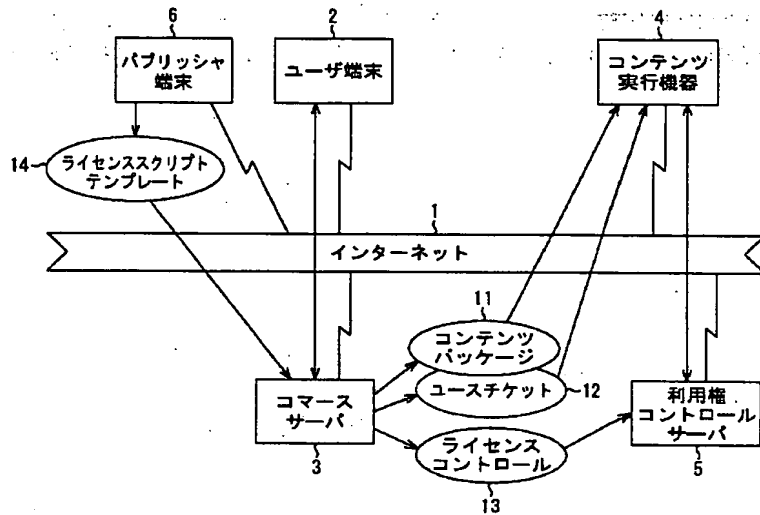 6
2
4
パブリッシャ
端末
ユーザ端末
コンテンツ
実行機器
14
ライセンススクリプト
テンプレート
1
インターネット
11
コンテンツ
パッケージ
ユースチケット
12
コマース
サーバ
3
ライセンス
コントロール
13
利用権
コントロール
サーバ
5